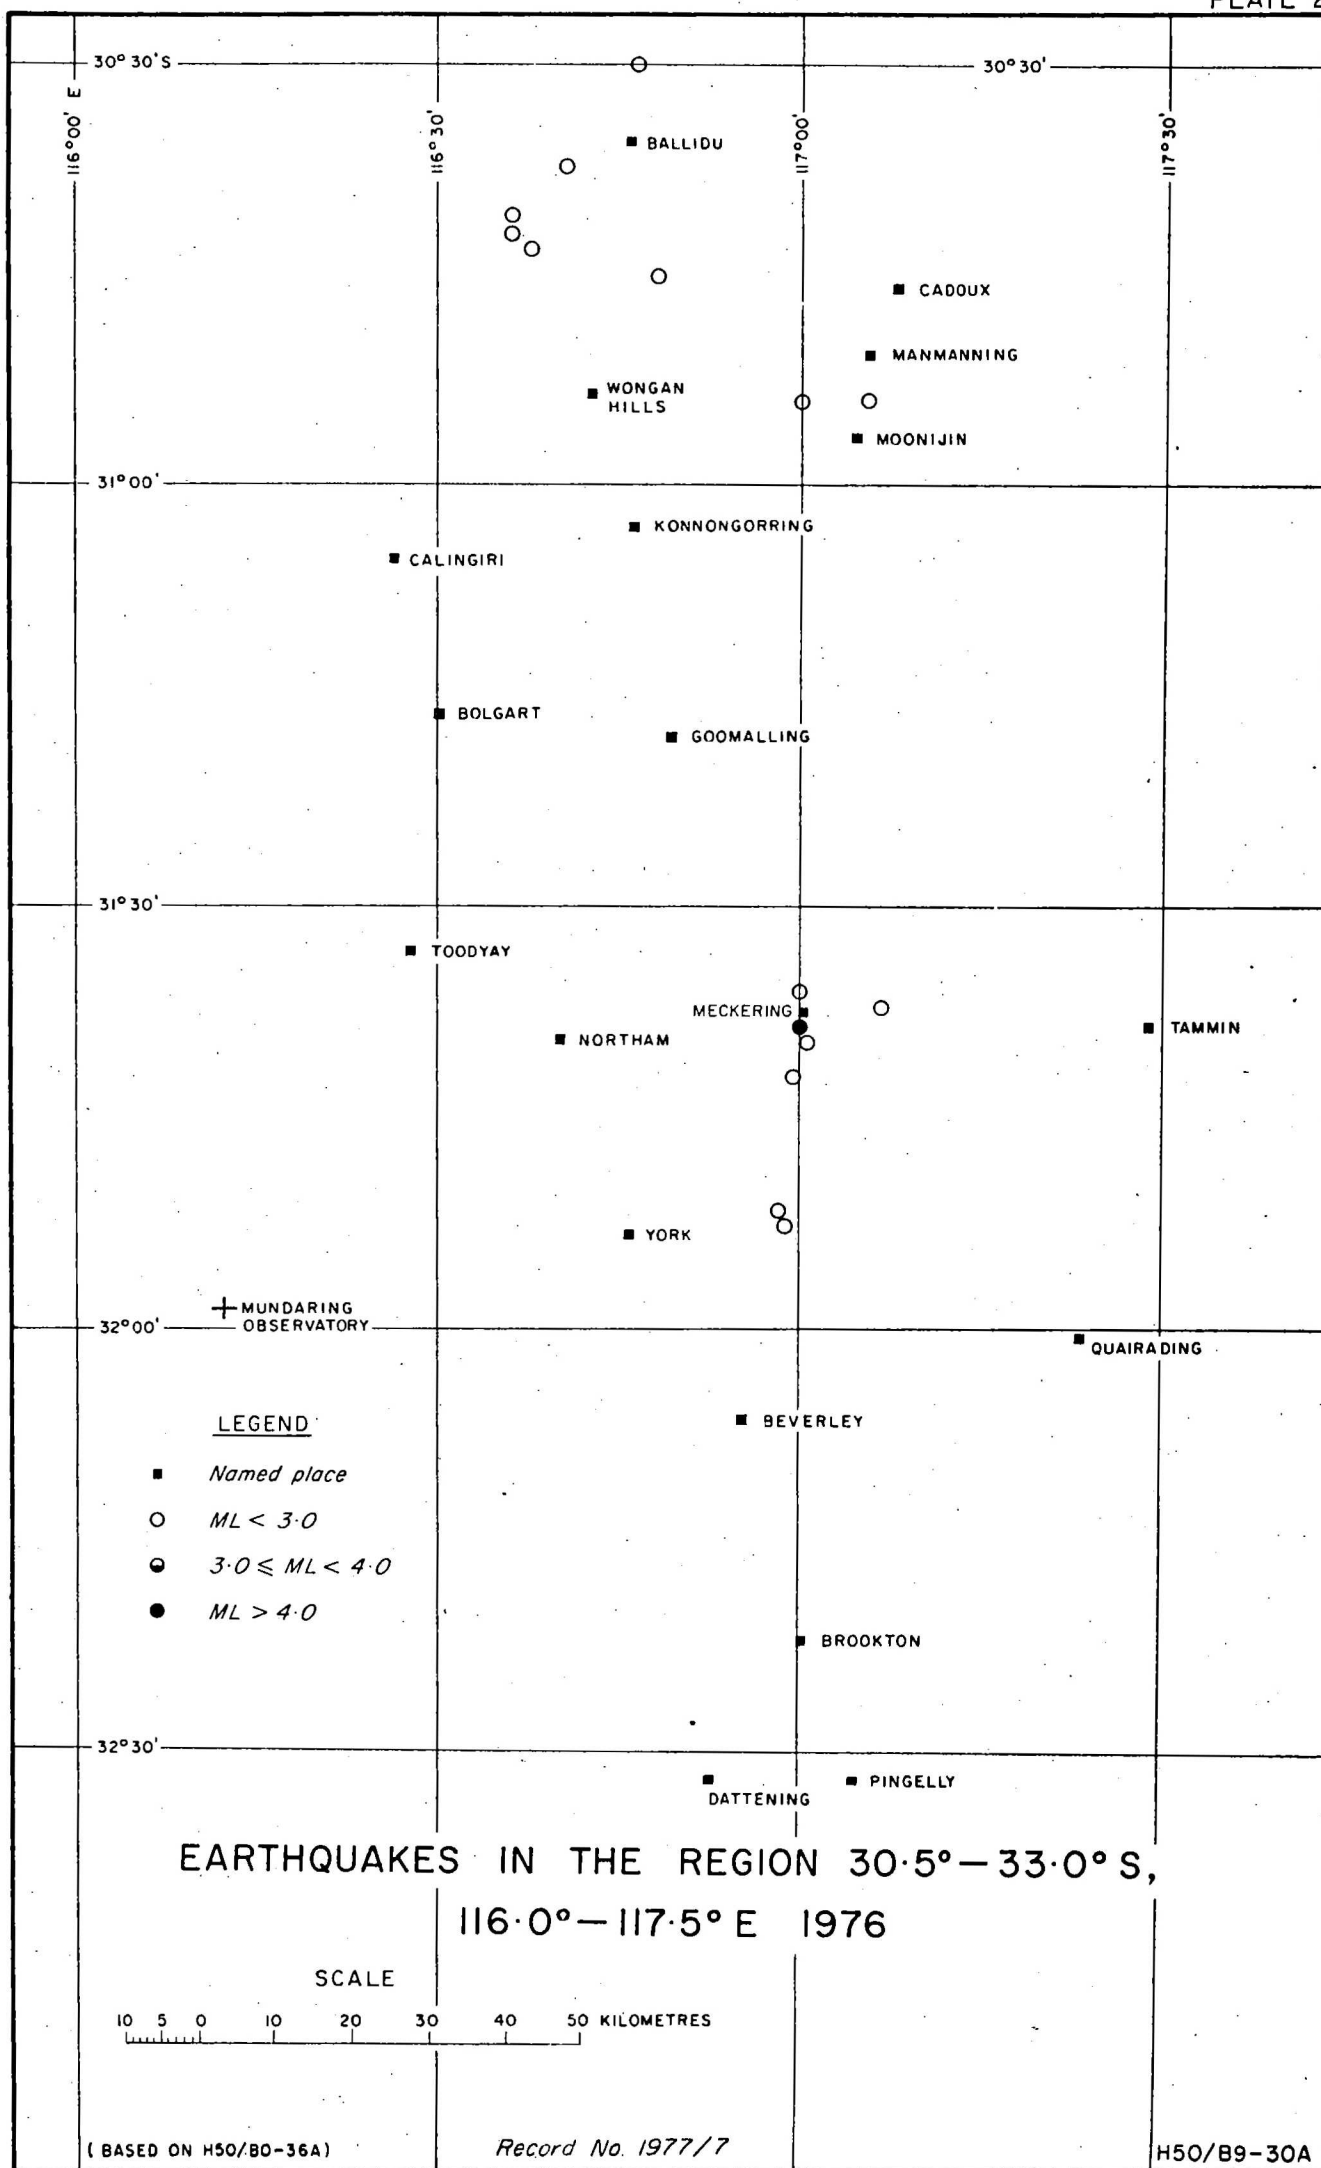 PLATE 2
30°30'S
30°30'
116°00' E
116°30'
117°00'
117°30'
BALLIDU
CADOUX
MANMANNING
WONGAN
HILLS
MOONIJIN
31°00'
KONNONGORRING
CALINGIRI
BOLGART
GOOMALLING
31°30'
TOODYAY
MECKERING
TAMMIN
NORTHAM
YORK
MUNDARING
OBSERVATORY
32°00'
QUAIRADING
BEVERLEY
LEGEND
Named place
ML < 3·0
3·0 ⩽ ML < 4·0
ML > 4·0
BROOKTON
32°30'
PINGELLY
DATTENING
EARTHQUAKES IN THE REGION 30·5°–33·0° S,
116·0°–117·5° E 1976
SCALE
10 5 0 10 20 30 40 50 KILOMETRES
(BASED ON H50/B0-36A)
Record No. 1977/7
H50/B9-30A